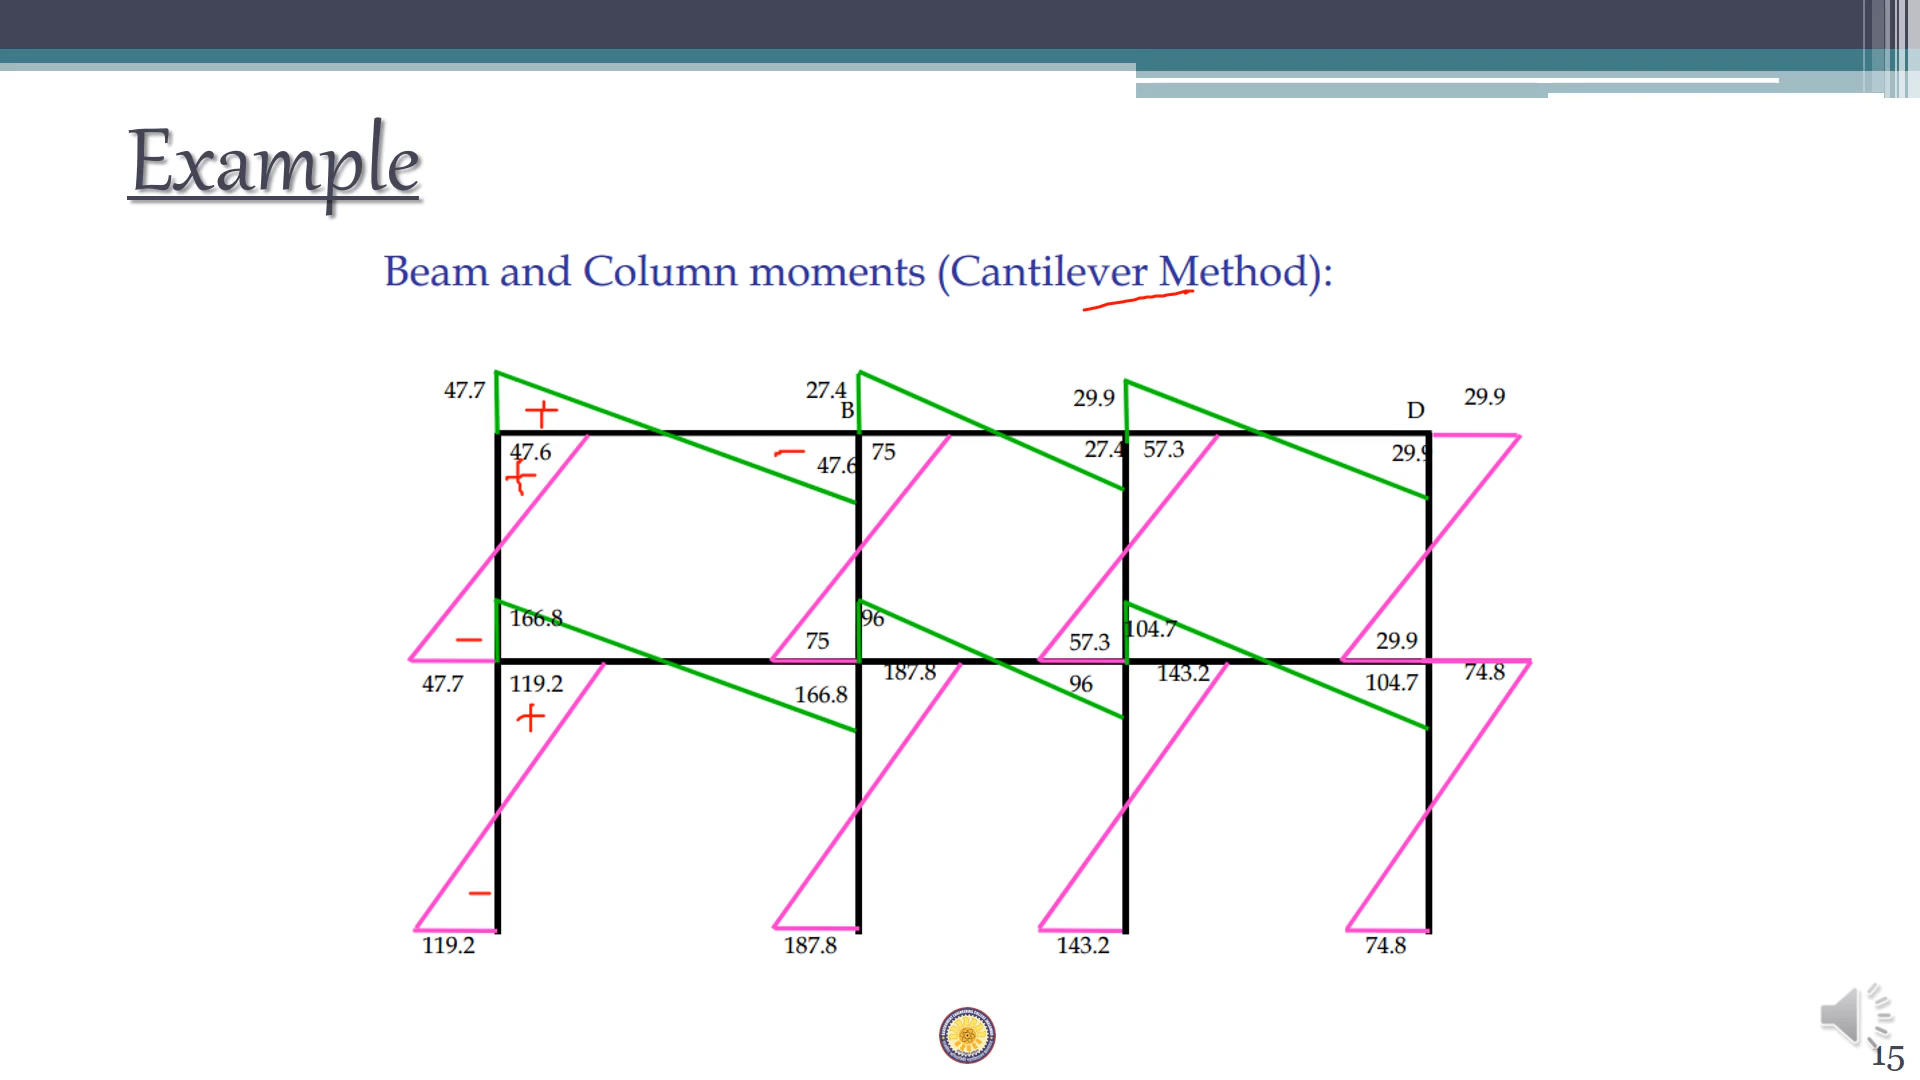 Example
Beam and Column moments (Cantilever Method):
47.7 27.4 29.9 29.9
B D
+
47.6 - 47.6 75 27.4 57.3 29.9
+
166.8 96 104.7
- 75 57.3 29.9
47.7 119.2 166.8 187.8 96 143.2 104.7 74.8
+
-
119.2 187.8 143.2 74.8
15